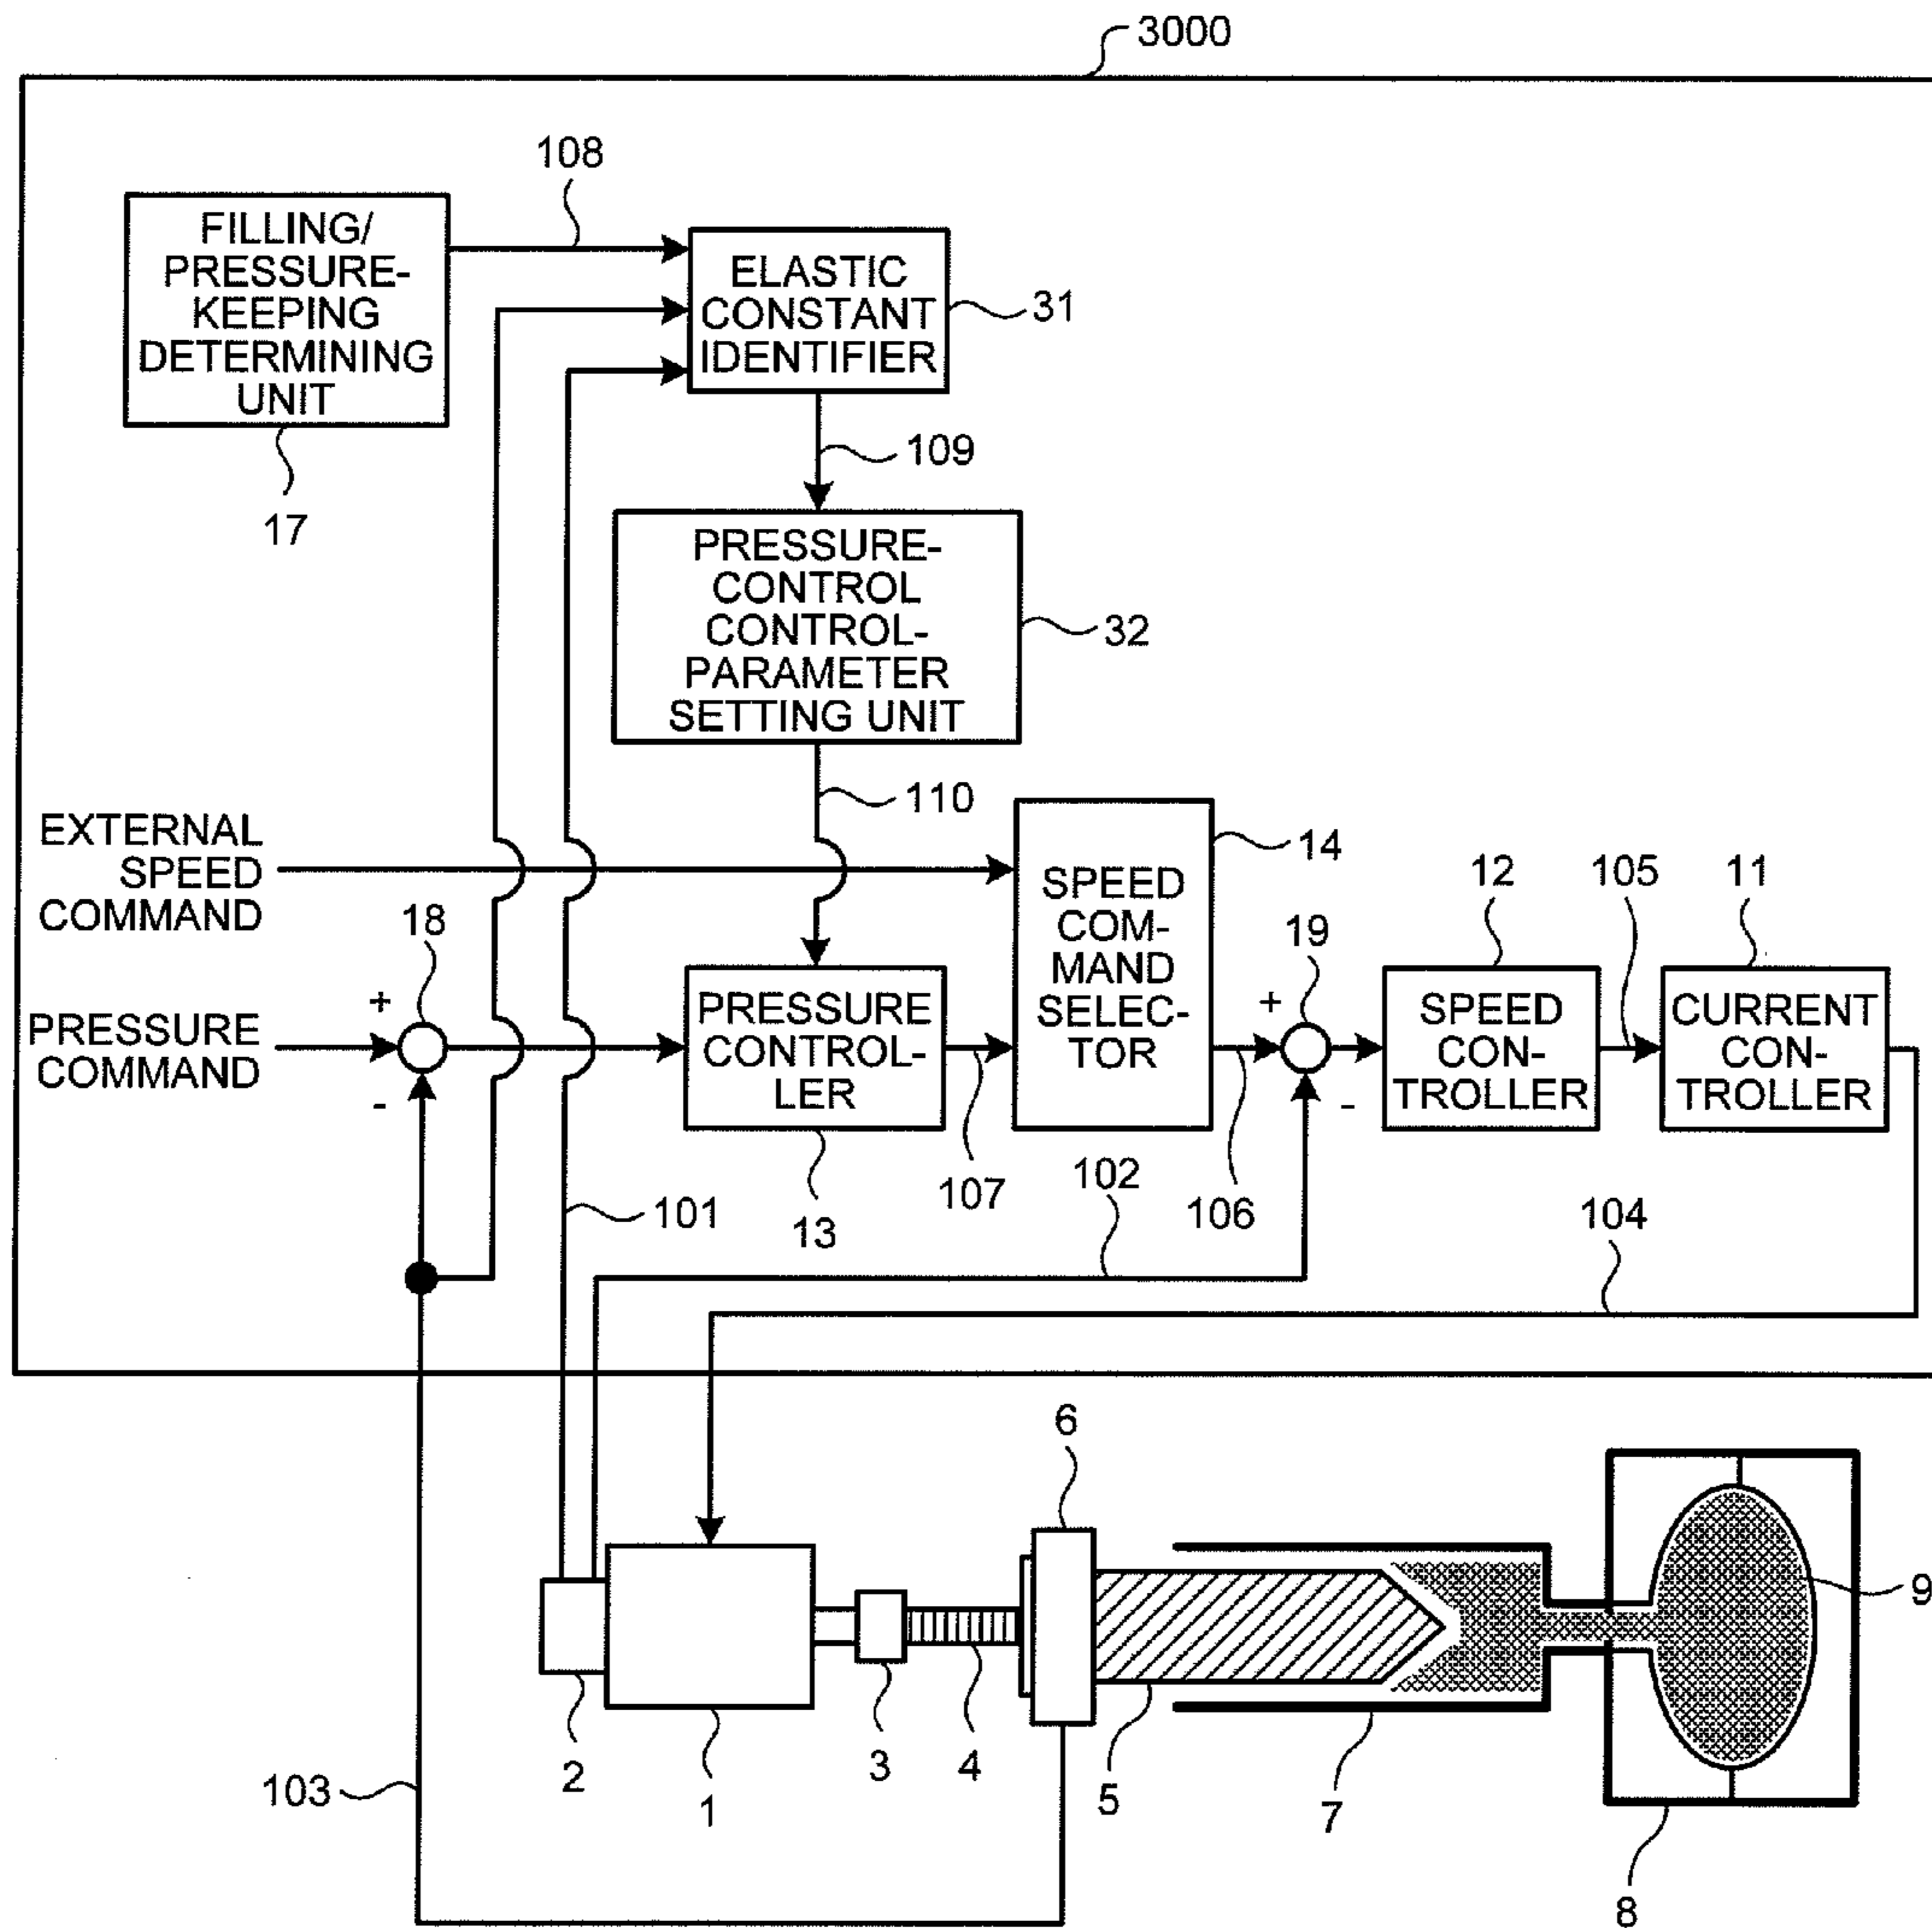 3000
108
FILLING/
PRESSURE-
KEEPING
DETERMINING
UNIT
17
ELASTIC
CONSTANT
IDENTIFIER
31
109
PRESSURE-
CONTROL
CONTROL-
PARAMETER
SETTING UNIT
32
110
EXTERNAL
SPEED
COMMAND
18
+
-
PRESSURE
COMMAND
PRESSURE
CONTROL-
LER
13
107
SPEED
COM-
MAND
SELEC-
TOR
14
106
19
+
-
12
SPEED
CON-
TROLLER
105
11
CURRENT
CON-
TROLLER
101
102
104
6
9
2
1
3
4
5
7
8
103